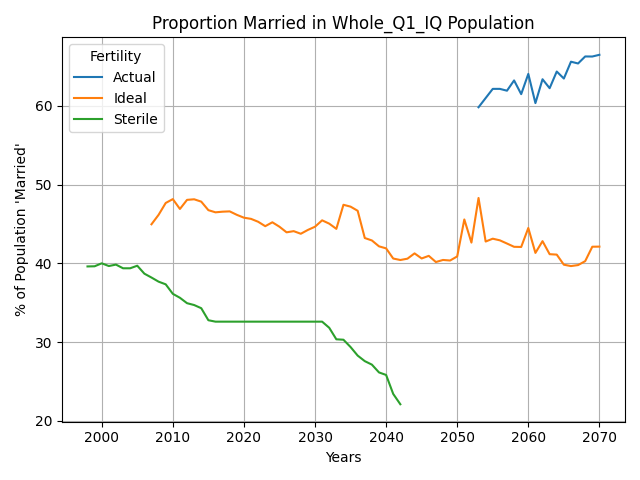 Proportion Married in Whole_Q1_IQ Population
Fertility
Actual
Ideal
Sterile
% of Population 'Married'
60
50
40
30
20
2000 2010 2020 2030 2040 2050 2060 2070
Years